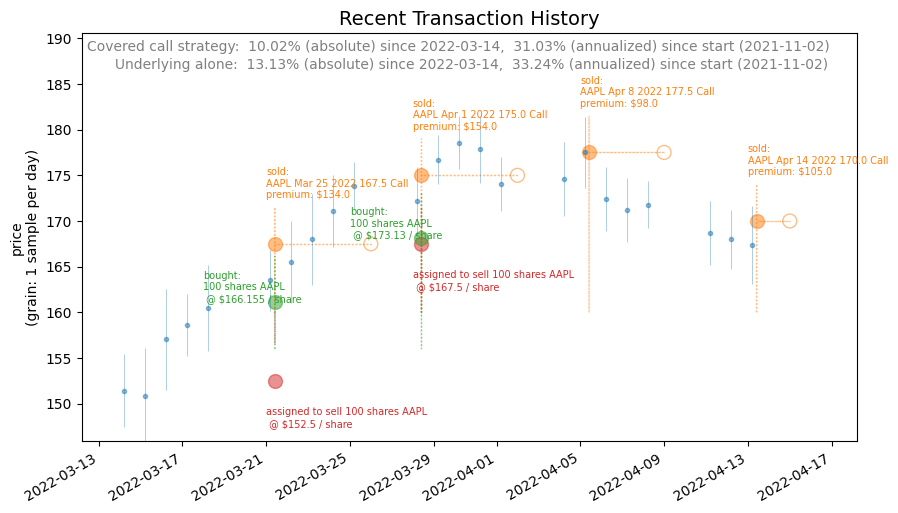 Recent Transaction History
Covered call strategy:  10.02% (absolute) since 2022-03-14,  31.03% (annualized) since start (2021-11-02)
Underlying alone:  13.13% (absolute) since 2022-03-14,  33.24% (annualized) since start (2021-11-02)
price
(grain: 1 sample per day)
190
185
180
175
170
165
160
155
150
sold:
AAPL Mar 25 2022 167.5 Call
premium: $134.0
sold:
AAPL Apr 1 2022 175.0 Call
premium: $154.0
sold:
AAPL Apr 8 2022 177.5 Call
premium: $98.0
sold:
AAPL Apr 14 2022 170.0 Call
premium: $105.0
bought:
100 shares AAPL
@ $166.155 / share
bought:
100 shares AAPL
@ $173.13 / share
assigned to sell 100 shares AAPL
@ $152.5 / share
assigned to sell 100 shares AAPL
@ $167.5 / share
2022-03-13
2022-03-17
2022-03-21
2022-03-25
2022-03-29
2022-04-01
2022-04-05
2022-04-09
2022-04-13
2022-04-17